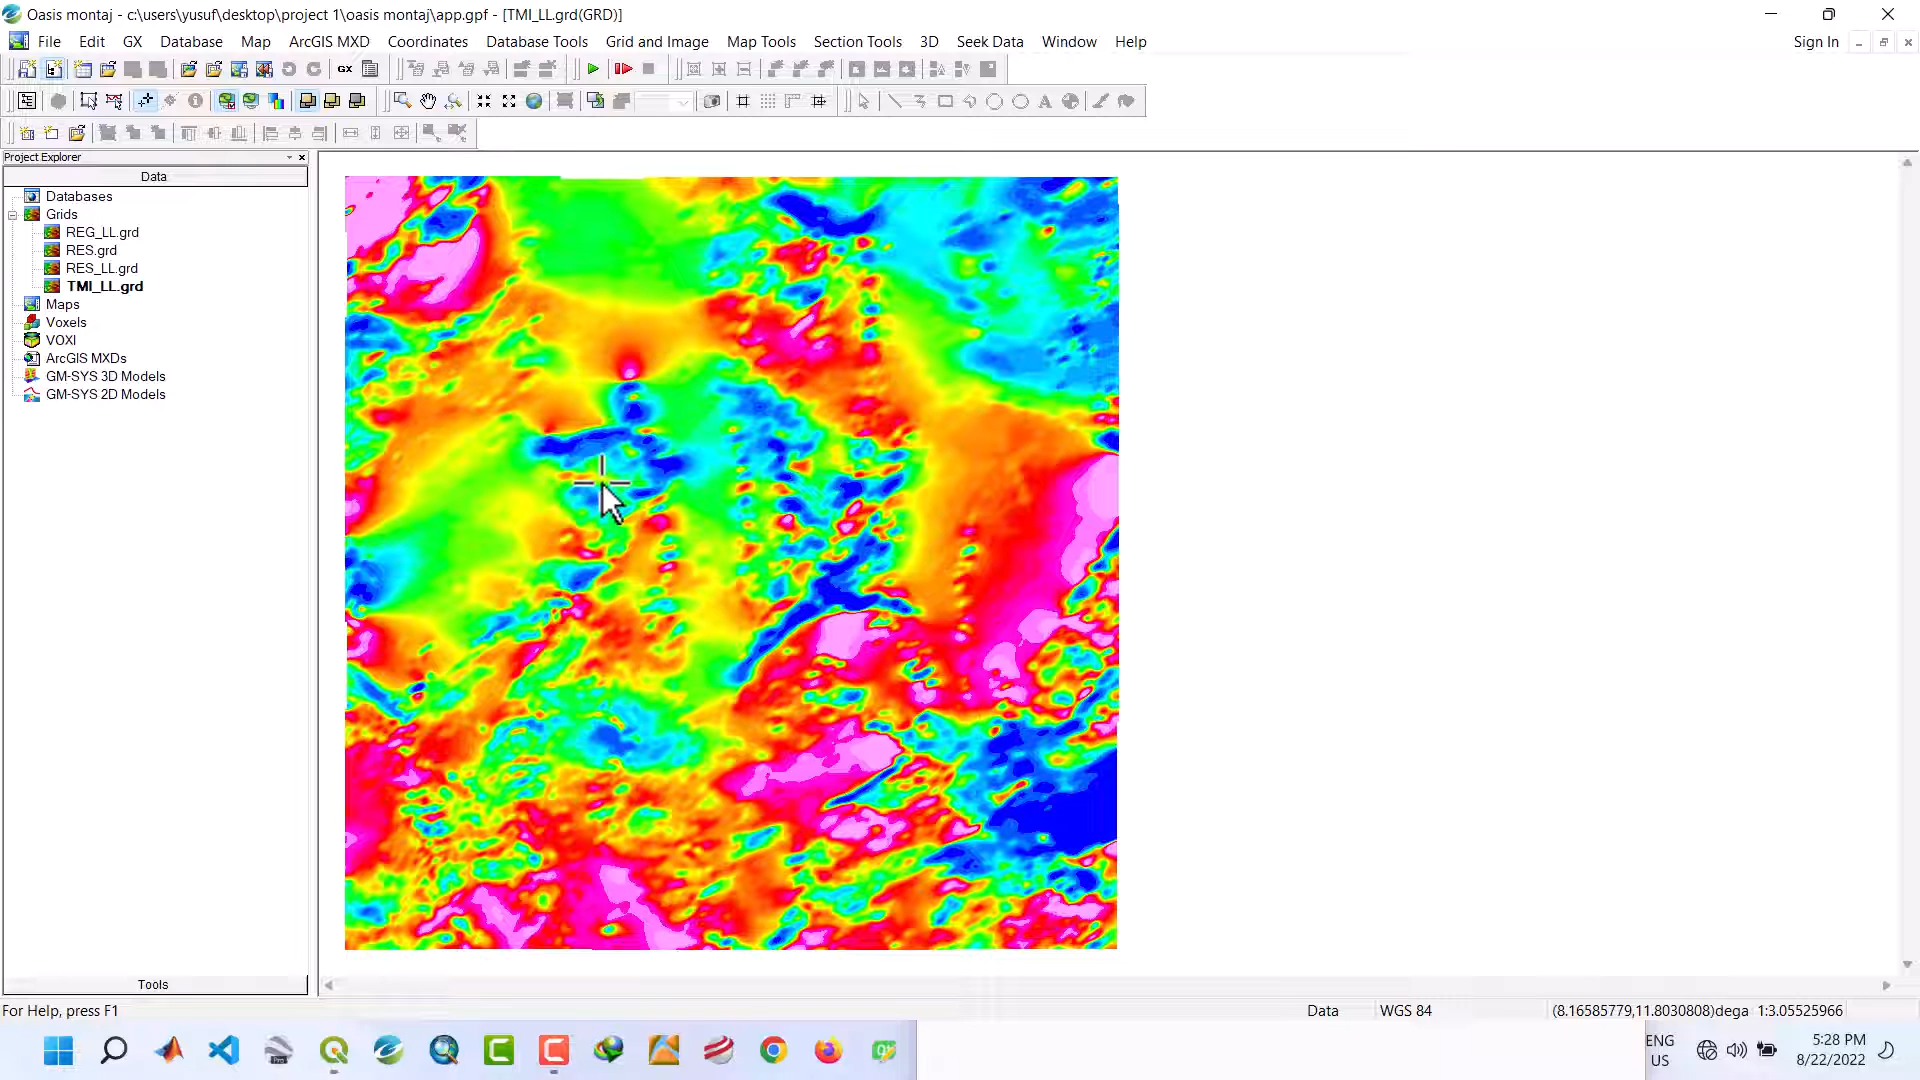 Oasis montaj - c:\users\yusuf\desktop\project 1\oasis montaj\app.gpf - [TMI_LL.grd(GRD)]
File Edit GX Database Map ArcGIS MXD Coordinates Database Tools Grid and Image Map Tools Section Tools 3D Seek Data Window Help Sign In
GX
Project Explorer
Data
Databases
Grids
REG_LL.grd
RES.grd
RES_LL.grd
TMI_LL.grd
Maps
Voxels
VOXI
ArcGIS MXDs
GM-SYS 3D Models
GM-SYS 2D Models
Tools
For Help, press F1 Data WGS 84 (8.16585779,11.8030808)dega 1:3.05525966
ENG
US
5:28 PM
8/22/2022